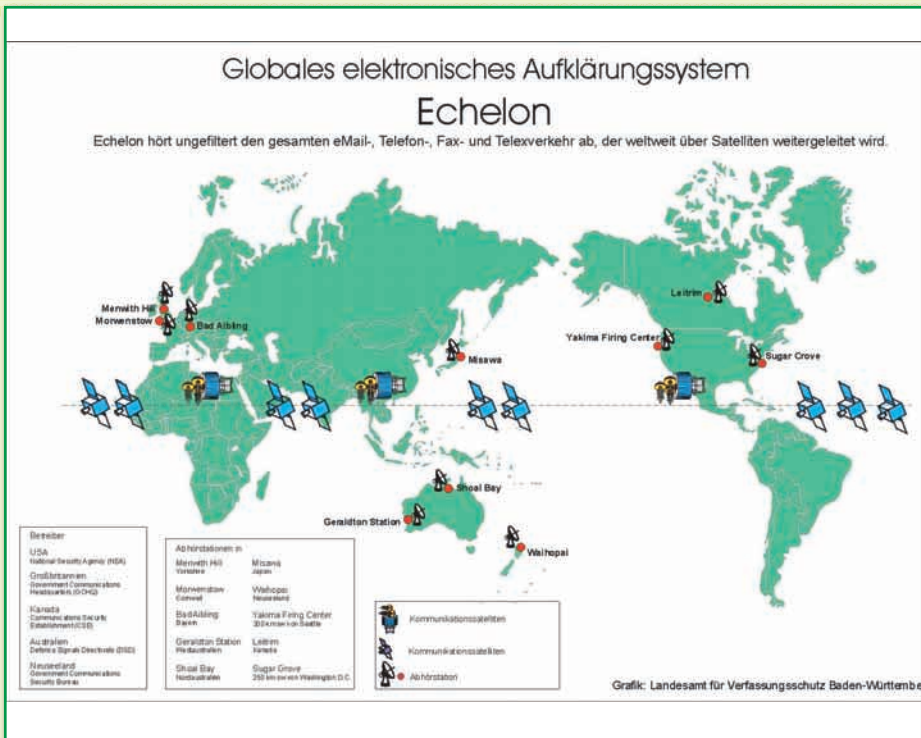 Globales elektronisches Aufklärungssystem
Echelon
Echelon hört ungefiltert den gesamten eMail-, Telefon-, Fax- und Telexverkehr ab, der weltweit über Satelliten weitergeleitet wird.
Menwith Hill
Morwenstow
Bad Aibling
Misawa
Leitrim
Yakima Firing Center
Sugar Crove
Shoal Bay
Geraldton Station
Waihopai
Betreiber
USA
National Security Agency (NSA)
Großbritannien
Government Communications
Headquarters (GCHQ)
Kanada
Communications Security
Establishment (CSE)
Australien
Defence Signals Directorate (DSD)
Neuseeland
Government Communications
Security Bureau
Abhörstationen in
Menwith Hill
Yorkshire
Misawa
Japan
Morwenstow
Cornwall
Waihopai
Neuseeland
Bad Aibling
Bayern
Yakima Firing Center
Geraldton Station
Westaustralien
Leitrim
Kanada
Shoal Bay
Nordaustralien
Sugar Grove
250 km sw von Washington D.C.
Kommunikationssatelliten
Kommunikationssatelliten
Abhörstation
Grafik: Landesamt für Verfassungsschutz Baden-Württembe